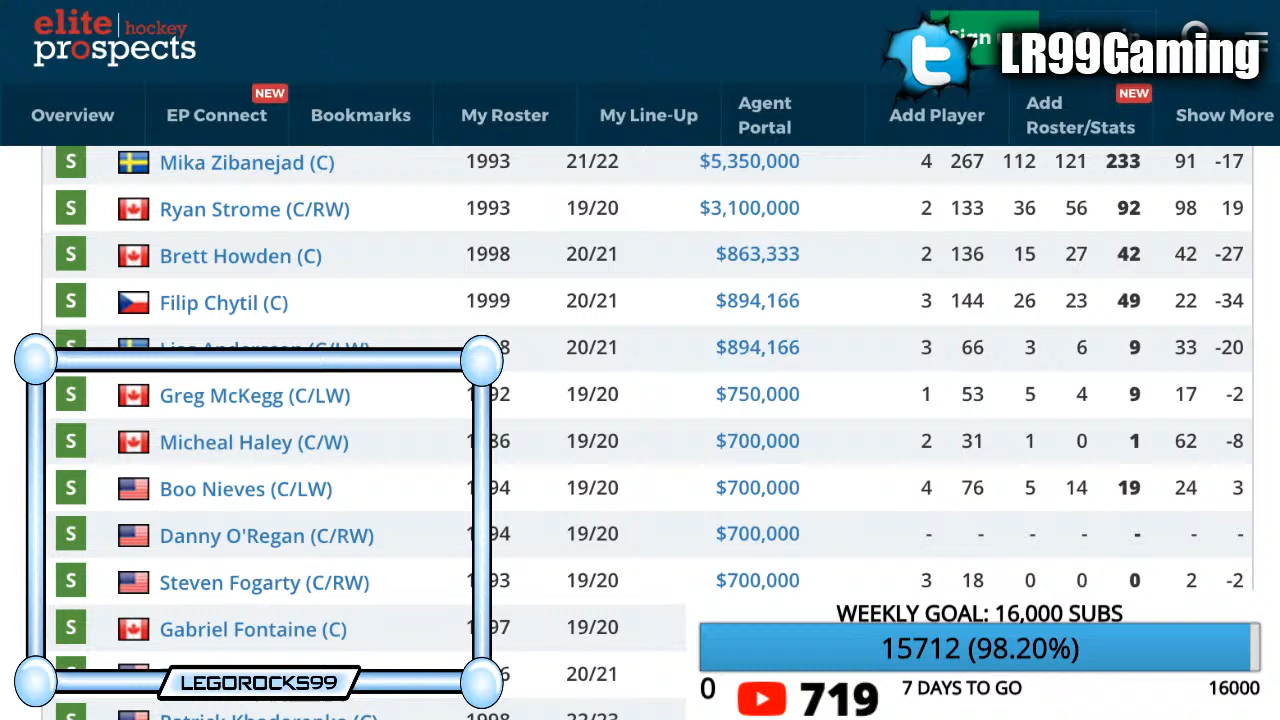 elite hockey
prospects
LR99Gaming
Overview
NEW
EP Connect
Bookmarks
My Roster
My Line-Up
Agent
Portal
Add Player
NEW
Add
Roster/Stats
Show More
S Mika Zibanejad (C) 1993 21/22 $5,350,000 4 267 112 121 233 91 -17
S Ryan Strome (C/RW) 1993 19/20 $3,100,000 2 133 36 56 92 98 19
S Brett Howden (C) 1998 20/21 $863,333 2 136 15 27 42 42 -27
S Filip Chytil (C) 1999 20/21 $894,166 3 144 26 23 49 22 -34
20/21 $894,166 3 66 3 6 9 33 -20
S Greg McKegg (C/LW) 19/20 $750,000 1 53 5 4 9 17 -2
S Micheal Haley (C/W) 19/20 $700,000 2 31 1 0 1 62 -8
S Boo Nieves (C/LW) 19/20 $700,000 4 76 5 14 19 24 3
S Danny O'Regan (C/RW) 19/20 $700,000 - - - - - - -
S Steven Fogarty (C/RW) 19/20 $700,000 3 18 0 0 0 2 -2
S Gabriel Fontaine (C) 19/20
20/21
LEGOROCKS99
WEEKLY GOAL: 16,000 SUBS
15712 (98.20%)
0 719 7 DAYS TO GO 16000